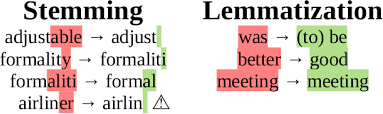 Stemming
adjustable → adjust
formality → formaliti
formaliti → formal
airliner → airlin ⚠
Lemmatization
was → (to) be
better → good
meeting → meeting